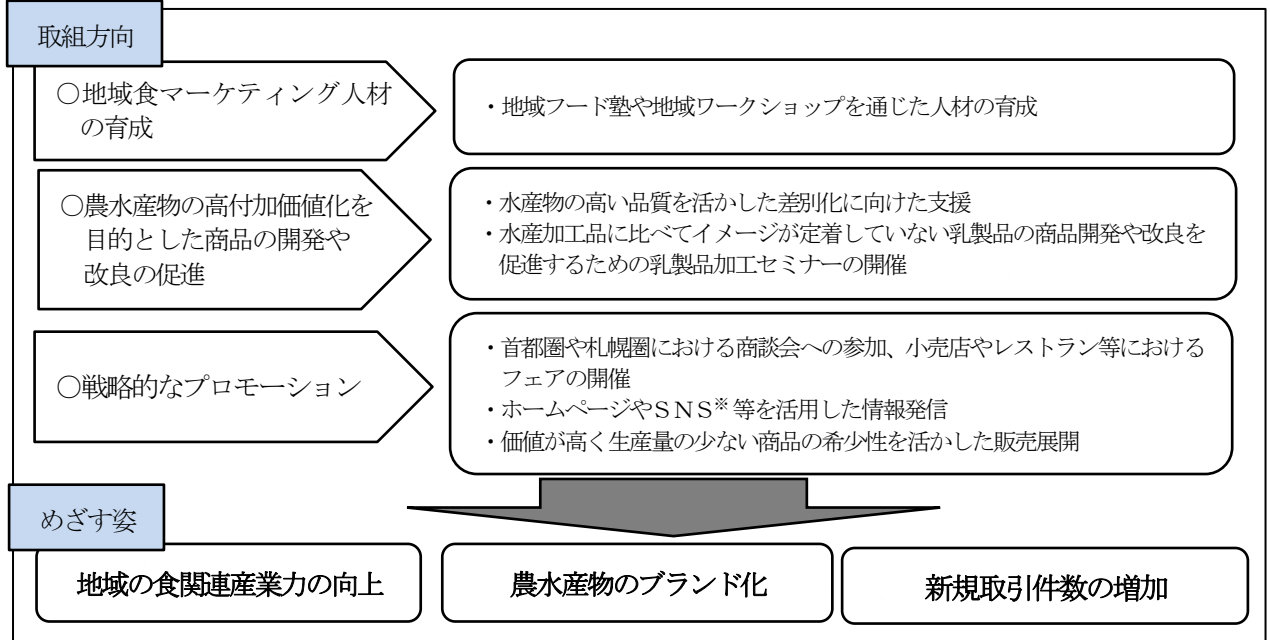 取組方向
○地域食マーケティング人材
の育成
・地域フード塾や地域ワークショップを通じた人材の育成
○農水産物の高付加価値化を
目的とした商品の開発や
改良の促進
・水産物の高い品質を活かした差別化に向けた支援
・水産加工品に比べてイメージが定着していない乳製品の商品開発や改良を
促進するための乳製品加工セミナーの開催
○戦略的なプロモーション
・首都圏や札幌圏における商談会への参加、小売店やレストラン等における
フェアの開催
・ホームページやSNS※等を活用した情報発信
・価値が高く生産量の少ない商品の希少性を活かした販売展開
めざす姿
地域の食関連産業力の向上
農水産物のブランド化
新規取引件数の増加